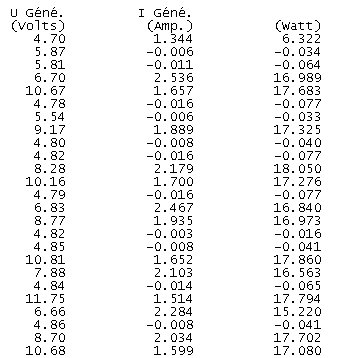 U Géné. I Géné.
(Volts) (Amp.) (Watt)
4.70 1.344 6.322
5.87 -0.006 -0.034
5.81 -0.011 -0.064
6.70 2.536 16.989
10.67 1.657 17.683
4.78 -0.016 -0.077
5.54 -0.006 -0.033
9.17 1.889 17.325
4.80 -0.008 -0.040
4.82 -0.016 -0.077
8.28 2.179 18.050
10.16 1.700 17.276
4.79 -0.016 -0.077
6.83 2.467 16.840
8.77 1.935 16.973
4.82 -0.003 -0.016
4.85 -0.008 -0.041
10.81 1.652 17.860
7.88 2.103 16.563
4.84 -0.014 -0.065
11.75 1.514 17.794
6.66 2.284 15.220
4.86 -0.008 -0.041
8.70 2.034 17.702
10.68 1.599 17.080